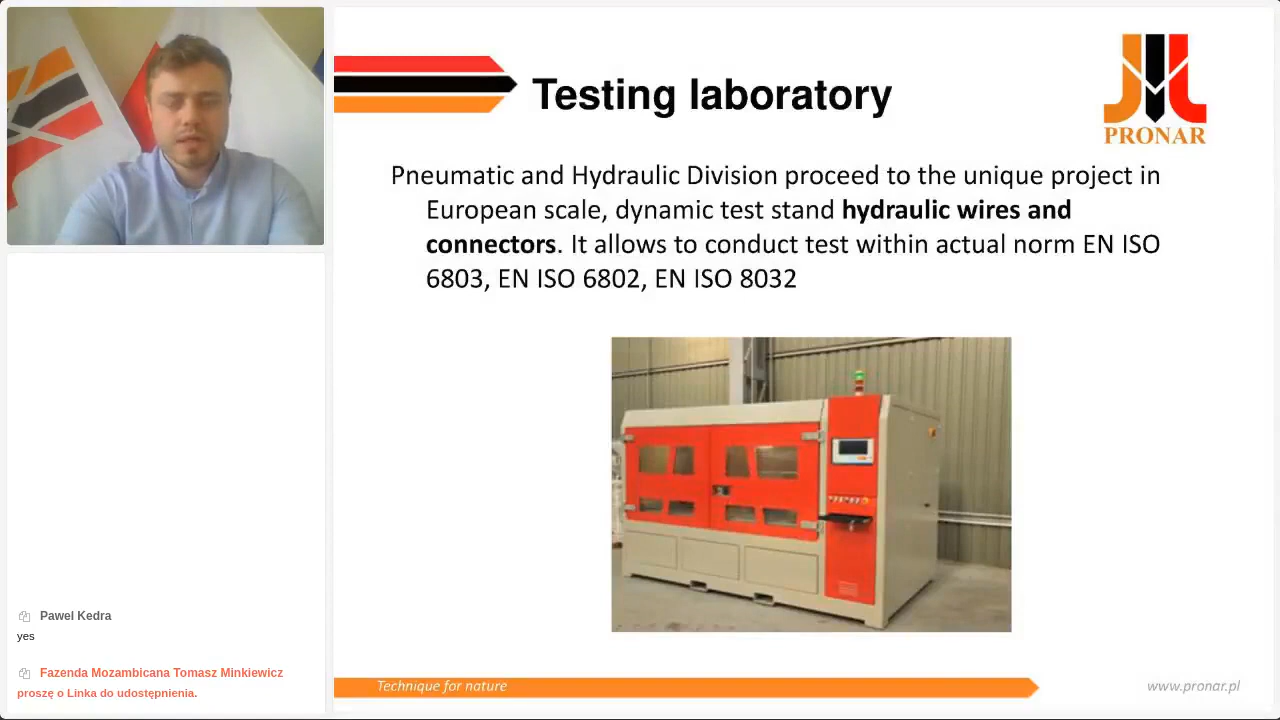 Testing laboratory
PRONAR
Pneumatic and Hydraulic Division proceed to the unique project in
European scale, dynamic test stand hydraulic wires and
connectors. It allows to conduct test within actual norm EN ISO
6803, EN ISO 6802, EN ISO 8032
Pawel Kedra
yes
Fazenda Mozambicana Tomasz Minkiewicz
proszę o Linka do udostępnienia.
Technique for nature
www.pronar.pl